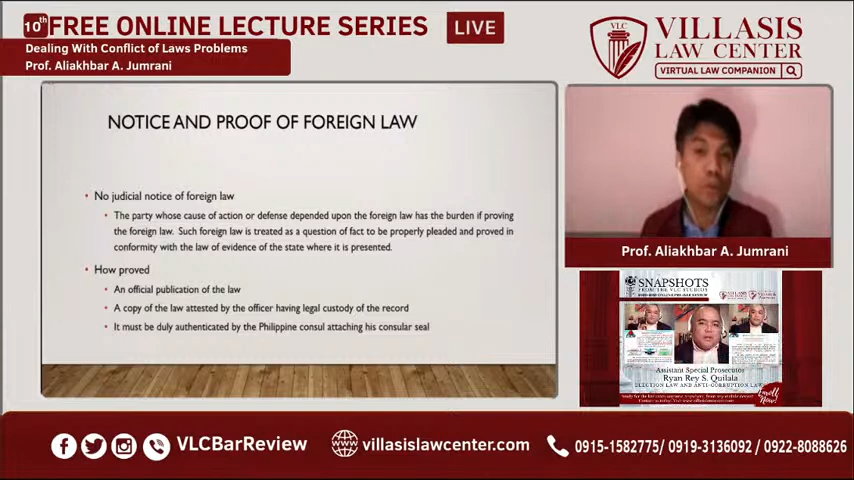 10th FREE ONLINE LECTURE SERIES
LIVE
Dealing With Conflict of Laws Problems
Prof. Aliakhbar A. Jumrani
VLC
VILLASIS
LAW CENTER
VIRTUAL LAW COMPANION
NOTICE AND PROOF OF FOREIGN LAW
• No judicial notice of foreign law
• The party whose cause of action or defense depended upon the foreign law has the burden if proving
the foreign law. Such foreign law is treated as a question of fact to be properly pleaded and proved in
conformity with the law of evidence of the state where it is presented.
• How proved
• An official publication of the law
• A copy of the law attested by the officer having legal custody of the record
• It must be duly authenticated by the Philippine consul attaching his consular seal
Prof. Aliakhbar A. Jumrani
SNAPSHOTS
FROM THE VLC STUDIOS
Assistant Special Prosecutor
Ryan Rey S. Quilala
ELECTION LAW AND ANTI-CORRUPTION LAW
Enroll
Now!
VLCBarReview
villasislawcenter.com
0915-1582775/ 0919-3136092 / 0922-8088626